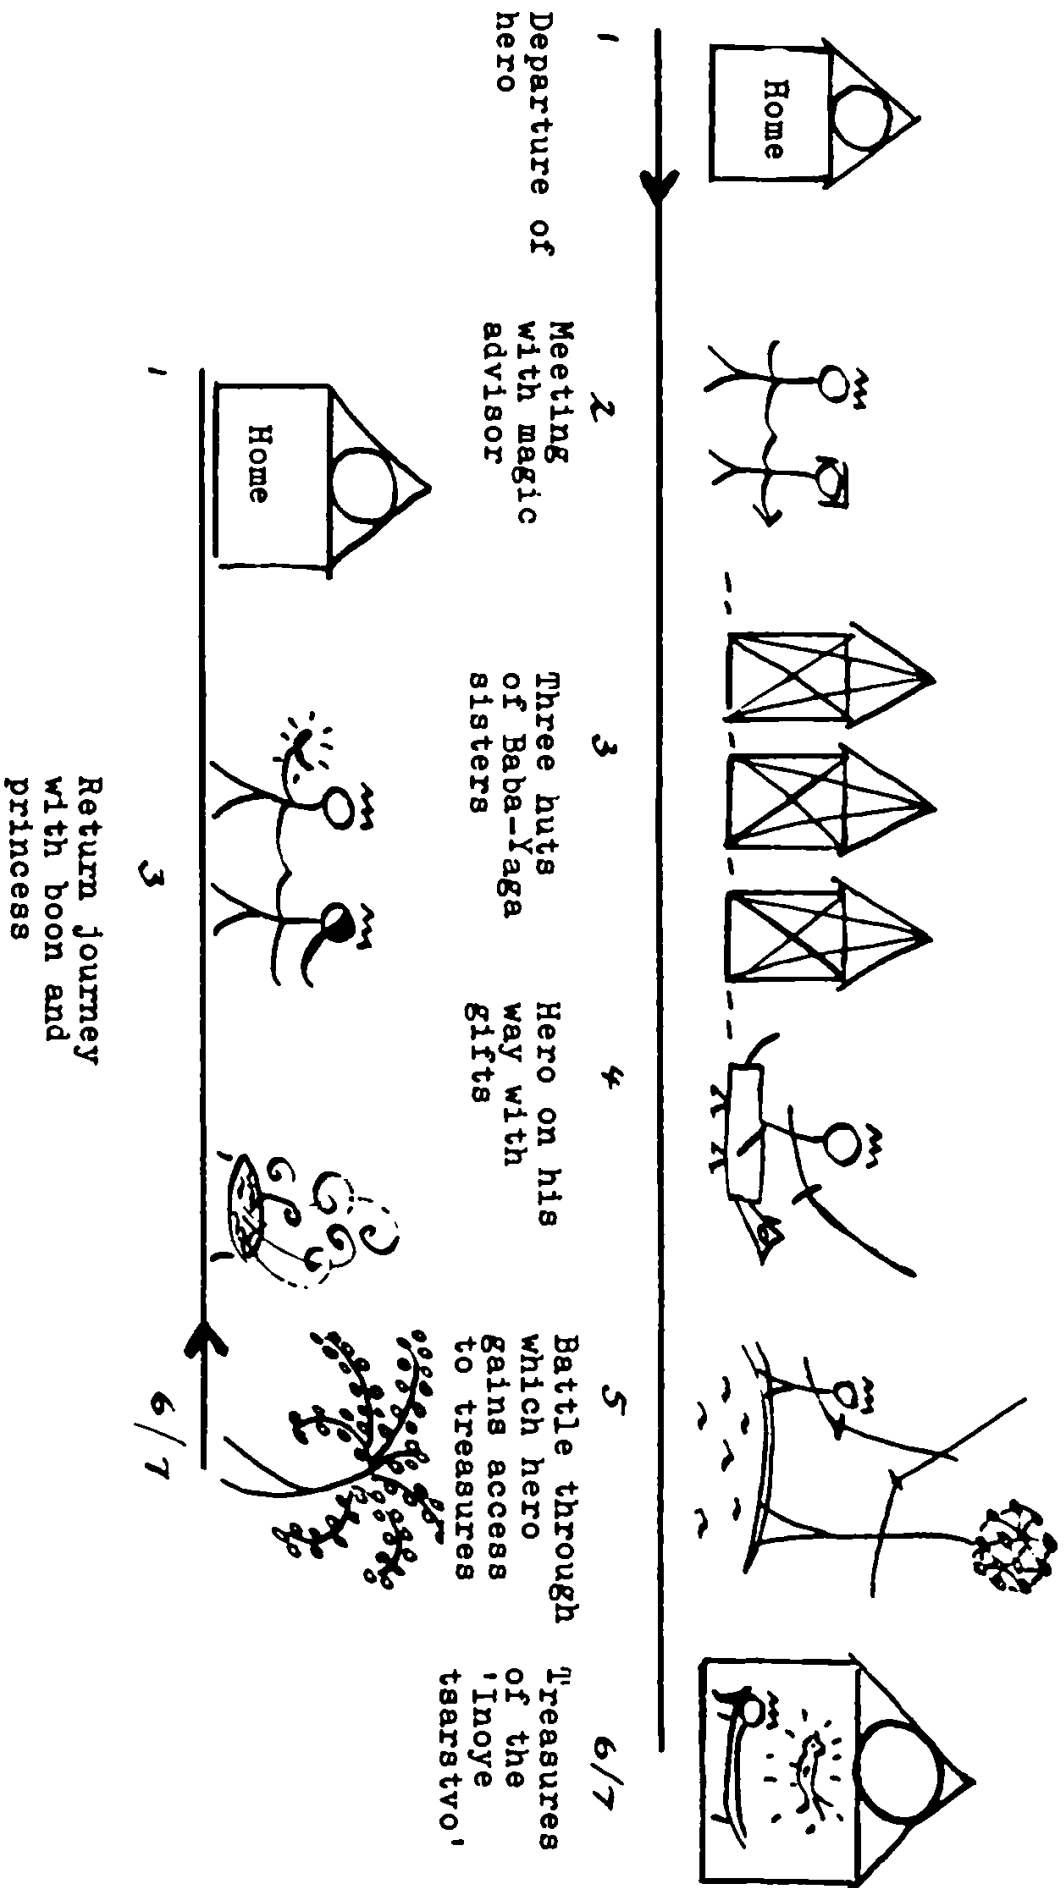 Home
1
2
3
4
5
6/7
Departure of
hero
Meeting
with magic
advisor
Three huts
of Baba-Yaga
sisters
Hero on his
way with
gifts
Battle through
which hero
gains access
to treasures
Treasures
of the
'Inoye
tsarstvo'
Home
1
3
6/7
Return journey
with boon and
princess